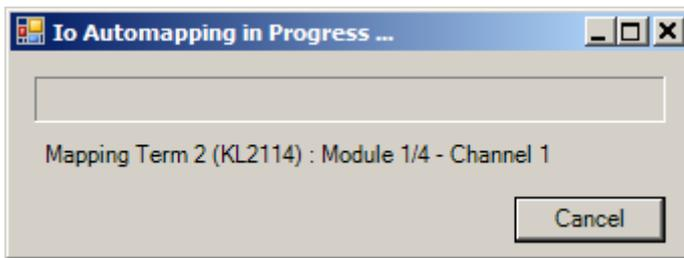 Io Automapping in Progress ...
Mapping Term 2 (KL2114) : Module 1/4 - Channel 1
Cancel